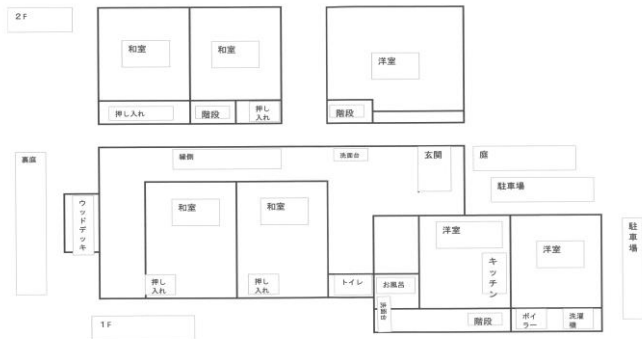 2F
和室
和室
洋室
押し入れ
階段
押し
入れ
階段
裏庭
縁側
洗面台
玄関
庭
駐車場
ウッドデッキ
和室
和室
洋室
洋室
駐車場
キッチン
押し
入れ
押し
入れ
トイレ
お風呂
洗面台
階段
ボイ
ラー
洗濯
機
1F